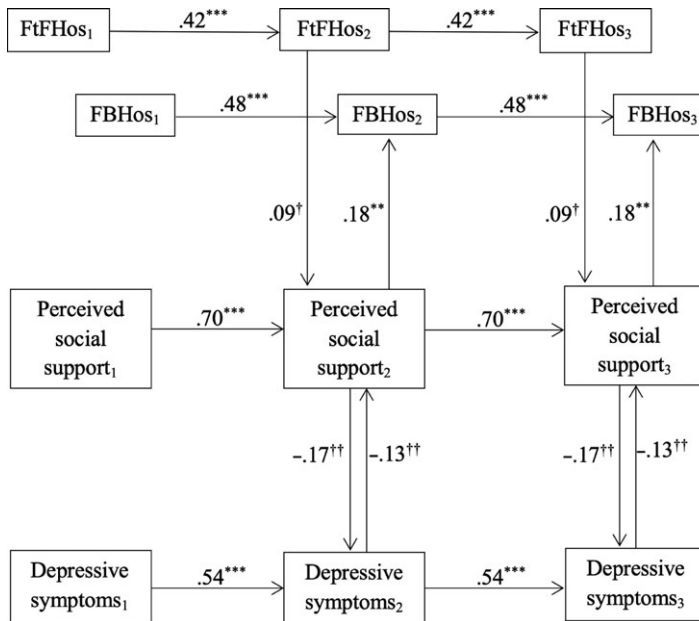 FtFHos₁ .42*** FtFHos₂ .42*** FtFHos₃
FBHos₁ .48*** FBHos₂ .48*** FBHos₃
.09† .18** .09† .18**
Perceived
social
support₁
.70***
Perceived
social
support₂
.70***
Perceived
social
support₃
–.17†† –.13†† –.17†† –.13††
Depressive
symptoms₁
.54***
Depressive
symptoms₂
.54***
Depressive
symptoms₃